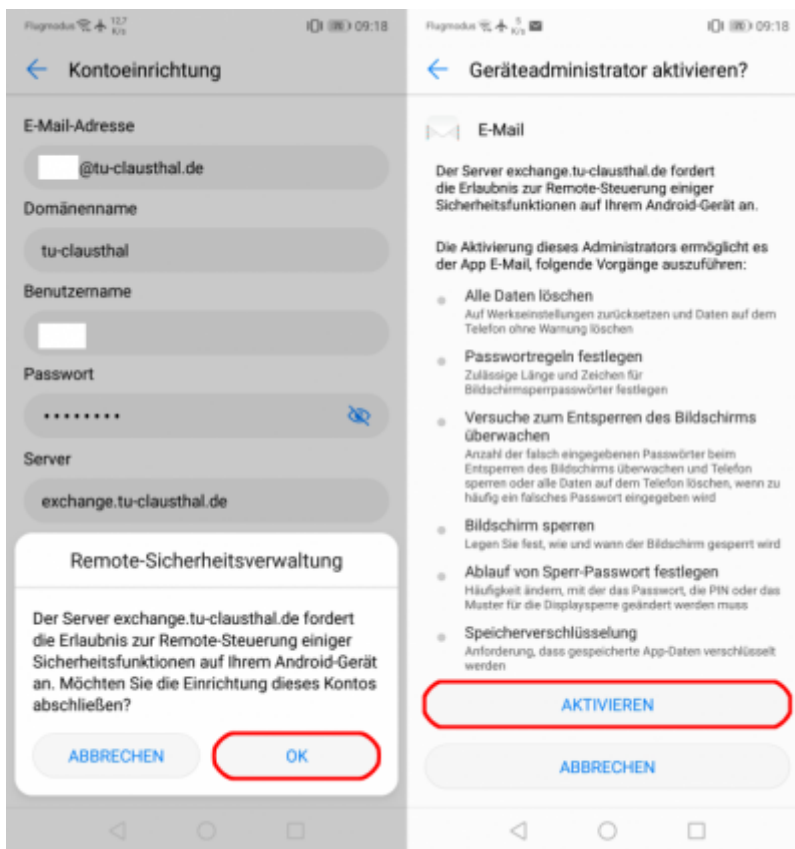 Flugmodus 12,7 K/s 09:18
Kontoeinrichtung
E-Mail-Adresse
@tu-clausthal.de
Domänenname
tu-clausthal
Benutzername
Passwort
........
Server
exchange.tu-clausthal.de
Remote-Sicherheitsverwaltung
Der Server exchange.tu-clausthal.de fordert
die Erlaubnis zur Remote-Steuerung einiger
Sicherheitsfunktionen auf Ihrem Android-Gerät
an. Möchten Sie die Einrichtung dieses Kontos
abschließen?
ABBRECHEN OK
Flugmodus 5 K/s 09:18
Geräteadministrator aktivieren?
E-Mail
Der Server exchange.tu-clausthal.de fordert
die Erlaubnis zur Remote-Steuerung einiger
Sicherheitsfunktionen auf Ihrem Android-Gerät an.
Die Aktivierung dieses Administrators ermöglicht es
der App E-Mail, folgende Vorgänge auszuführen:
Alle Daten löschen
Auf Werkseinstellungen zurücksetzen und Daten auf dem
Telefon ohne Warnung löschen
Passwortregeln festlegen
Zulässige Länge und Zeichen für
Bildschirmsperrpasswörter festlegen
Versuche zum Entsperren des Bildschirms
überwachen
Anzahl der falsch eingegebenen Passwörter beim
Entsperren des Bildschirms überwachen und Telefon
sperren oder alle Daten auf dem Telefon löschen, wenn zu
häufig ein falsches Passwort eingegeben wird
Bildschirm sperren
Legen Sie fest, wie und wann der Bildschirm gesperrt wird
Ablauf von Sperr-Passwort festlegen
Häufigkeit ändern, mit der das Passwort, die PIN oder das
Muster für die Displaysperre geändert werden muss
Speicherverschlüsselung
Anforderung, dass gespeicherte App-Daten verschlüsselt
werden
AKTIVIEREN
ABBRECHEN